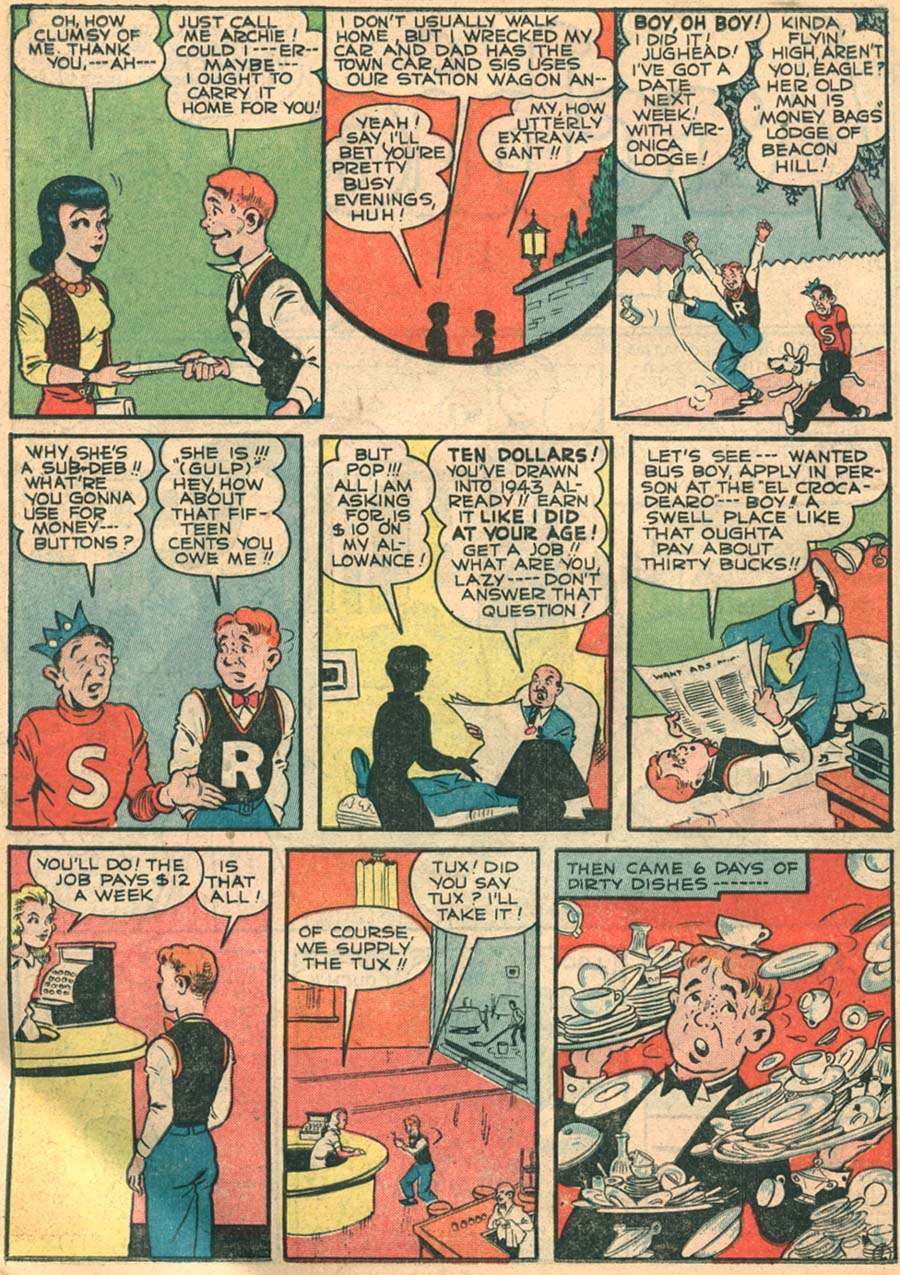 OH, HOW
CLUMSY OF
ME. THANK
YOU,---AH---
JUST CALL
ME ARCHIE!
COULD I ---ER--
MAYBE---
I OUGHT TO
CARRY IT
HOME FOR YOU!
I DON'T USUALLY WALK
HOME, BUT I WRECKED MY
CAR AND DAD HAS THE
TOWN CAR, AND SIS USES
OUR STATION WAGON AN--
YEAH!
SAY, I'LL
BET YOU'RE
PRETTY
BUSY
EVENINGS,
HUH!
MY, HOW
UTTERLY
EXTRAVA-
GANT!!
BOY, OH BOY!
I DID IT!
JUGHEAD!
I'VE GOT A
DATE
NEXT
WEEK!
WITH VER-
ONICA
LODGE!
KINDA
FLYIN'
HIGH, AREN'T
YOU, EAGLE?
HER OLD
MAN IS
"MONEY BAGS"
LODGE OF
BEACON
HILL!
R
S
WHY, SHE'S
A SUB-DEB!!
WHAT'RE
YOU GONNA
USE FOR
MONEY---
BUTTONS?
"SHE IS!!!
"(GULP)"
HEY, HOW
ABOUT
THAT FIF-
TEEN
CENTS YOU
OWE ME!!
S
R
BUT
POP!!!
ALL I AM
ASKING
FOR IS
$10 ON
MY AL-
LOWANCE!
TEN DOLLARS!
YOU'VE DRAWN
INTO 1943 AL-
READY!! EARN
IT LIKE I DID
AT YOUR AGE!
GET A JOB!!
WHAT ARE YOU,
LAZY----DON'T
ANSWER THAT
QUESTION!
LET'S SEE --- WANTED
BUS BOY, APPLY IN PER-
SON AT THE "EL CROCA-
DEARO"--- BOY! A
SWELL PLACE LIKE
THAT OUGHTA
PAY ABOUT
THIRTY BUCKS!!
WANT ADS
YOU'LL DO! THE
JOB PAYS $12
A WEEK
IS
THAT
ALL!
OF COURSE,
WE SUPPLY
THE TUX!!
TUX! DID
YOU SAY
TUX? I'LL
TAKE IT!
THEN CAME 6 DAYS OF
DIRTY DISHES -------